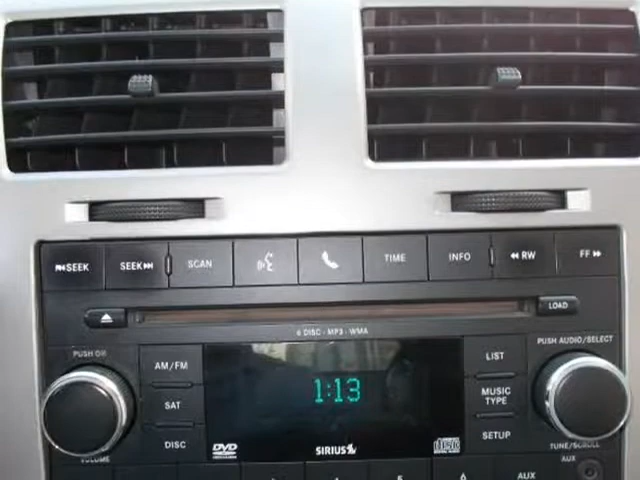 SEEK
SEEK
SCAN
TIME
INFO
RW
FF
LOAD
6 DISC · MP3 · WMA
PUSH ON
AM/FM
SAT
DISC
VOLUME
1:13
DVD
SIRIUS
LIST
MUSIC
TYPE
SETUP
PUSH AUDIO/SELECT
TUNE/SCROLL
AUX
AUX